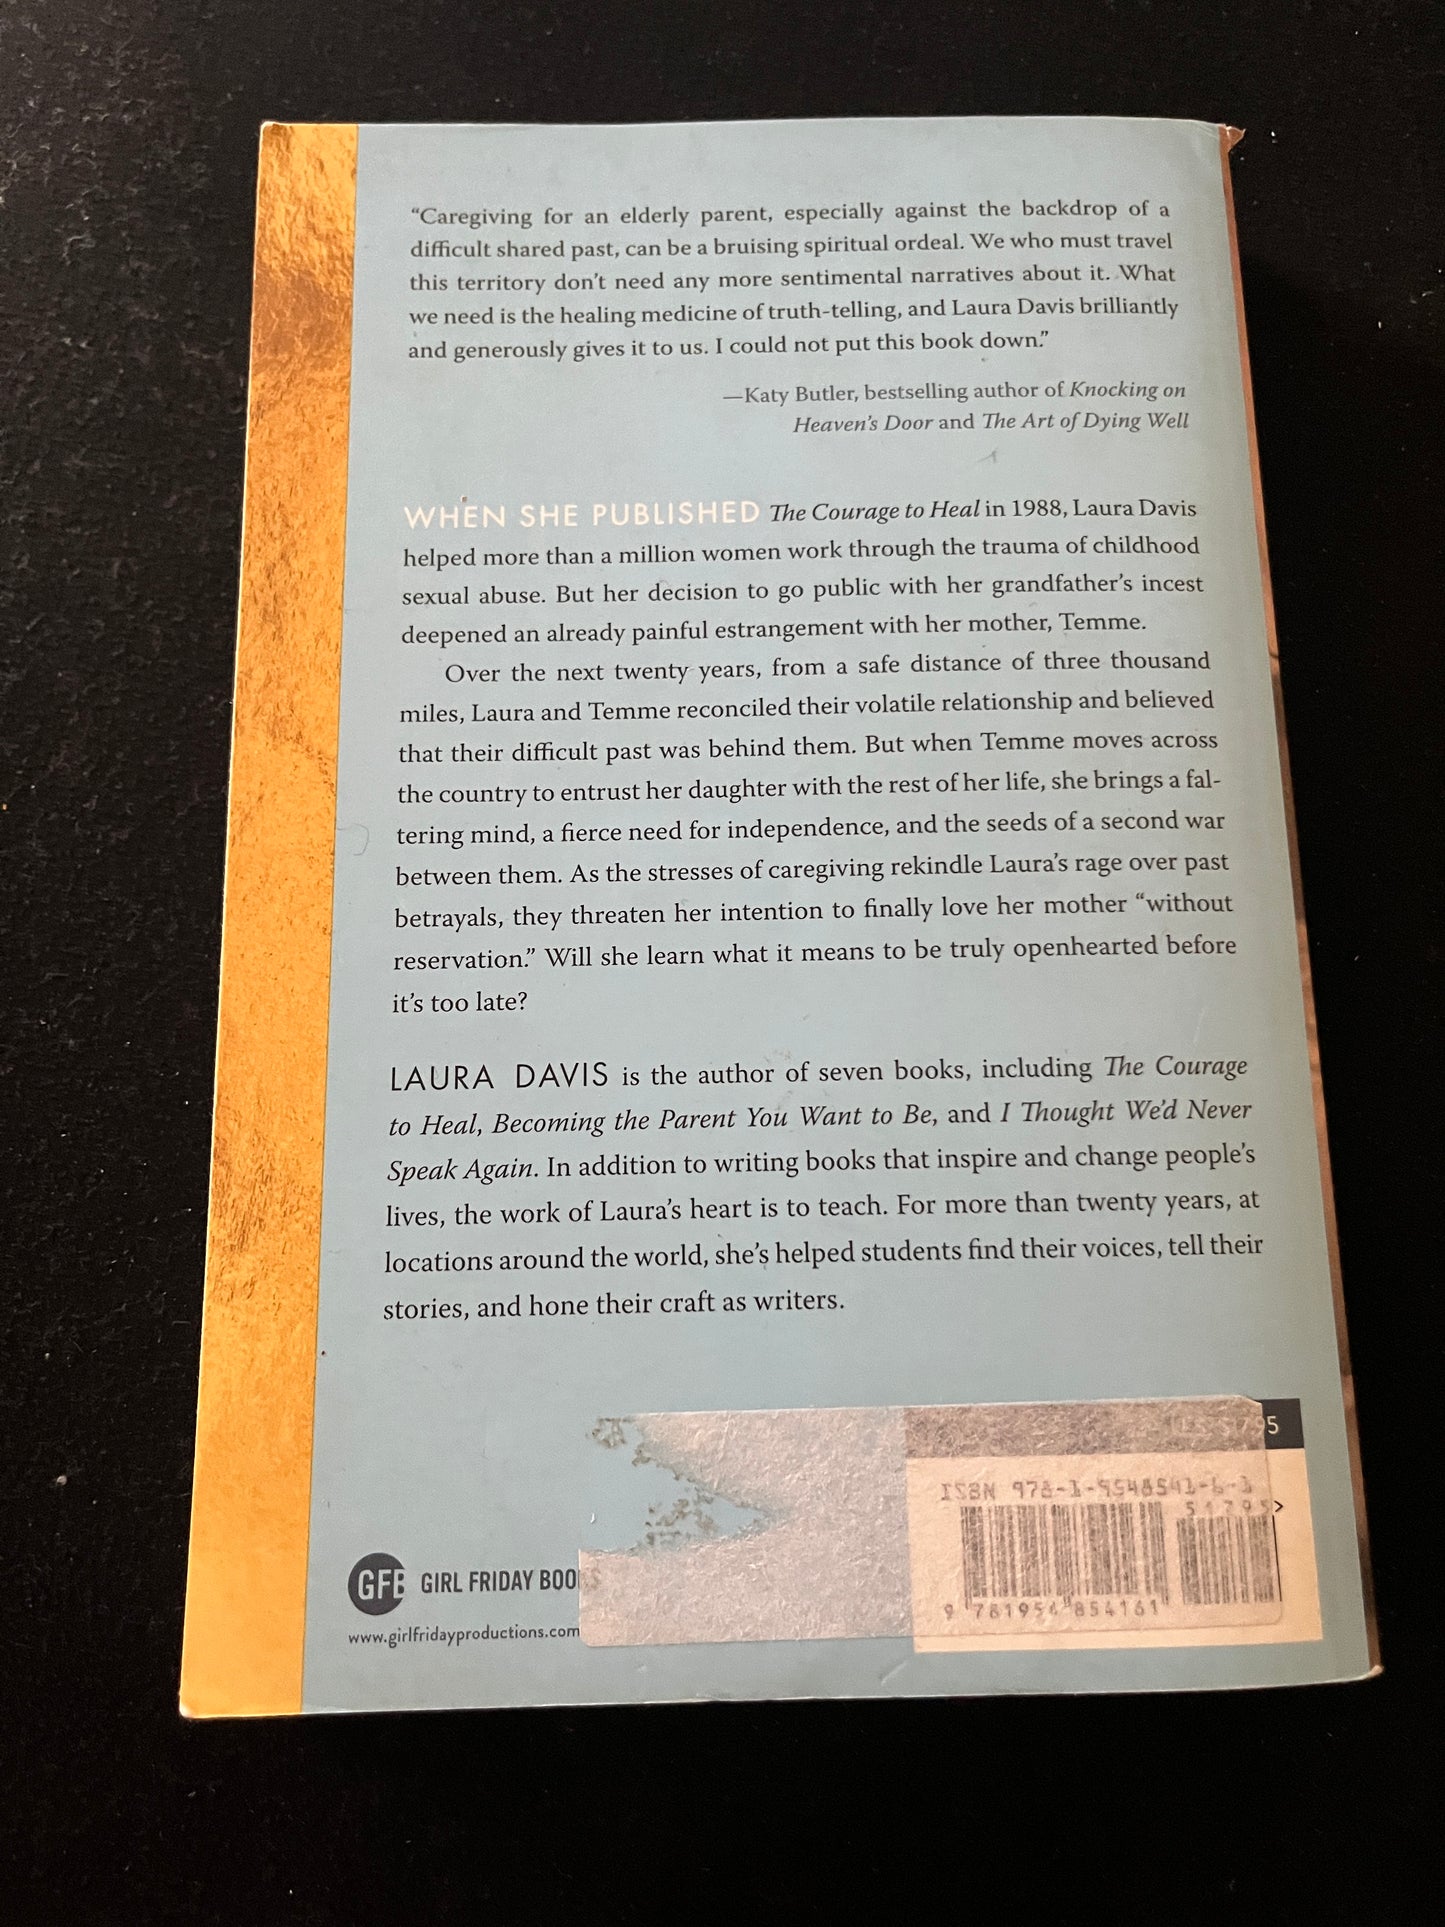 “Caregiving for an elderly parent, especially against the backdrop of a
difficult shared past, can be a bruising spiritual ordeal. We who must travel
this territory don’t need any more sentimental narratives about it. What
we need is the healing medicine of truth-telling, and Laura Davis brilliantly
and generously gives it to us. I could not put this book down.”
—Katy Butler, bestselling author of Knocking on
Heaven’s Door and The Art of Dying Well
WHEN SHE PUBLISHED The Courage to Heal in 1988, Laura Davis
helped more than a million women work through the trauma of childhood
sexual abuse. But her decision to go public with her grandfather’s incest
deepened an already painful estrangement with her mother, Temme.
Over the next twenty years, from a safe distance of three thousand
miles, Laura and Temme reconciled their volatile relationship and believed
that their difficult past was behind them. But when Temme moves across
the country to entrust her daughter with the rest of her life, she brings a fal-
tering mind, a fierce need for independence, and the seeds of a second war
between them. As the stresses of caregiving rekindle Laura’s rage over past
betrayals, they threaten her intention to finally love her mother “without
reservation.” Will she learn what it means to be truly openhearted before
it’s too late?
LAURA DAVIS is the author of seven books, including The Courage
to Heal, Becoming the Parent You Want to Be, and I Thought We’d Never
Speak Again. In addition to writing books that inspire and change people’s
lives, the work of Laura’s heart is to teach. For more than twenty years, at
locations around the world, she’s helped students find their voices, tell their
stories, and hone their craft as writers.
ISBN
51795>
9 781954 854161
GFB GIRL FRIDAY BOOKS
www.girlfridayproductions.com